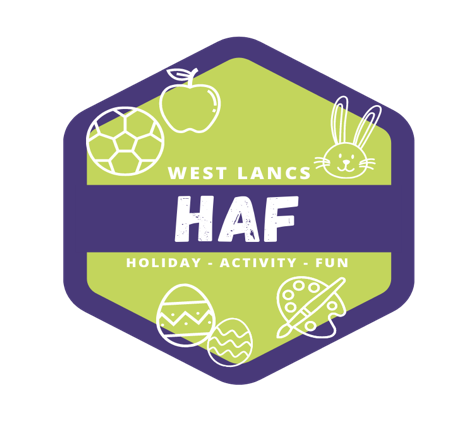 WEST LANCS
HAF
HOLIDAY - ACTIVITY - FUN